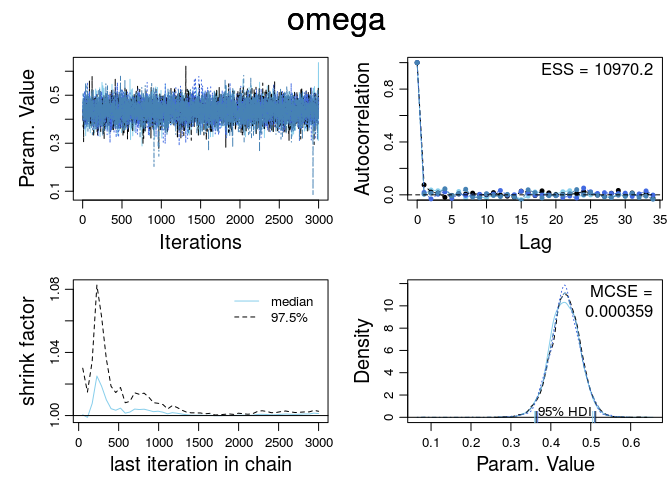 omega
Param. Value
0.1 0.3 0.5
0 500 1000 1500 2000 2500 3000
Iterations
Autocorrelation
0.0 0.4 0.8
ESS = 10970.2
0 5 10 15 20 25 30 35
Lag
shrink factor
1.00 1.04 1.08
median
97.5%
0 500 1000 1500 2000 2500 3000
last iteration in chain
Density
0 2 4 6 8 10
MCSE =
0.000359
95% HDI
0.1 0.2 0.3 0.4 0.5 0.6
Param. Value